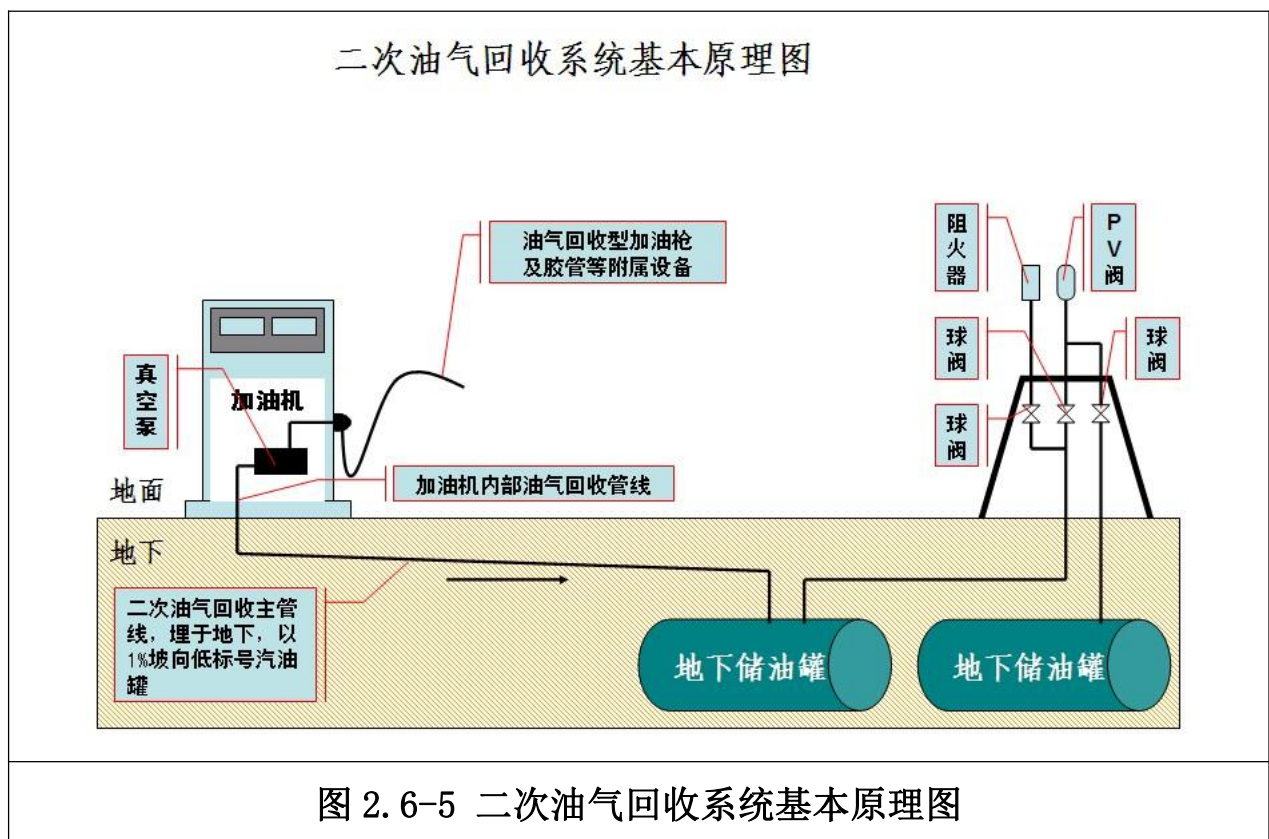 二次油气回收系统基本原理图
阻
火
器
P
V
阀
油气回收型加油枪
及胶管等附属设备
球
阀
球
阀
真
空
泵
加油机
球
阀
加油机内部油气回收管线
地面
地下
二次油气回收主管
线，埋于地下，以
1%坡向低标号汽油
罐
地下储油罐
地下储油罐
图 2.6-5 二次油气回收系统基本原理图